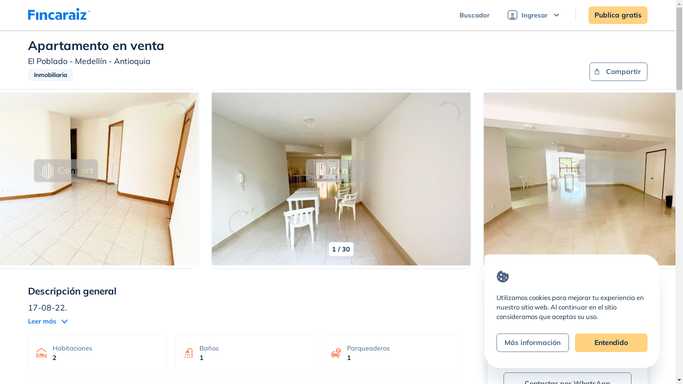 Fincaraiz
Buscador
Ingresar
Publica gratis
Apartamento en venta
El Poblado - Medellín - Antioquia
Inmobiliaria
Compartir
1 / 30
Descripción general
17-08-22.
Leer más
Habitaciones
2
Baños
1
Parqueaderos
1
Utilizamos cookies para mejorar tu experiencia en
nuestro sitio web. Al continuar en el sitio
consideramos que aceptas su uso.
Más información
Entendido
Contactar por WhatsApp